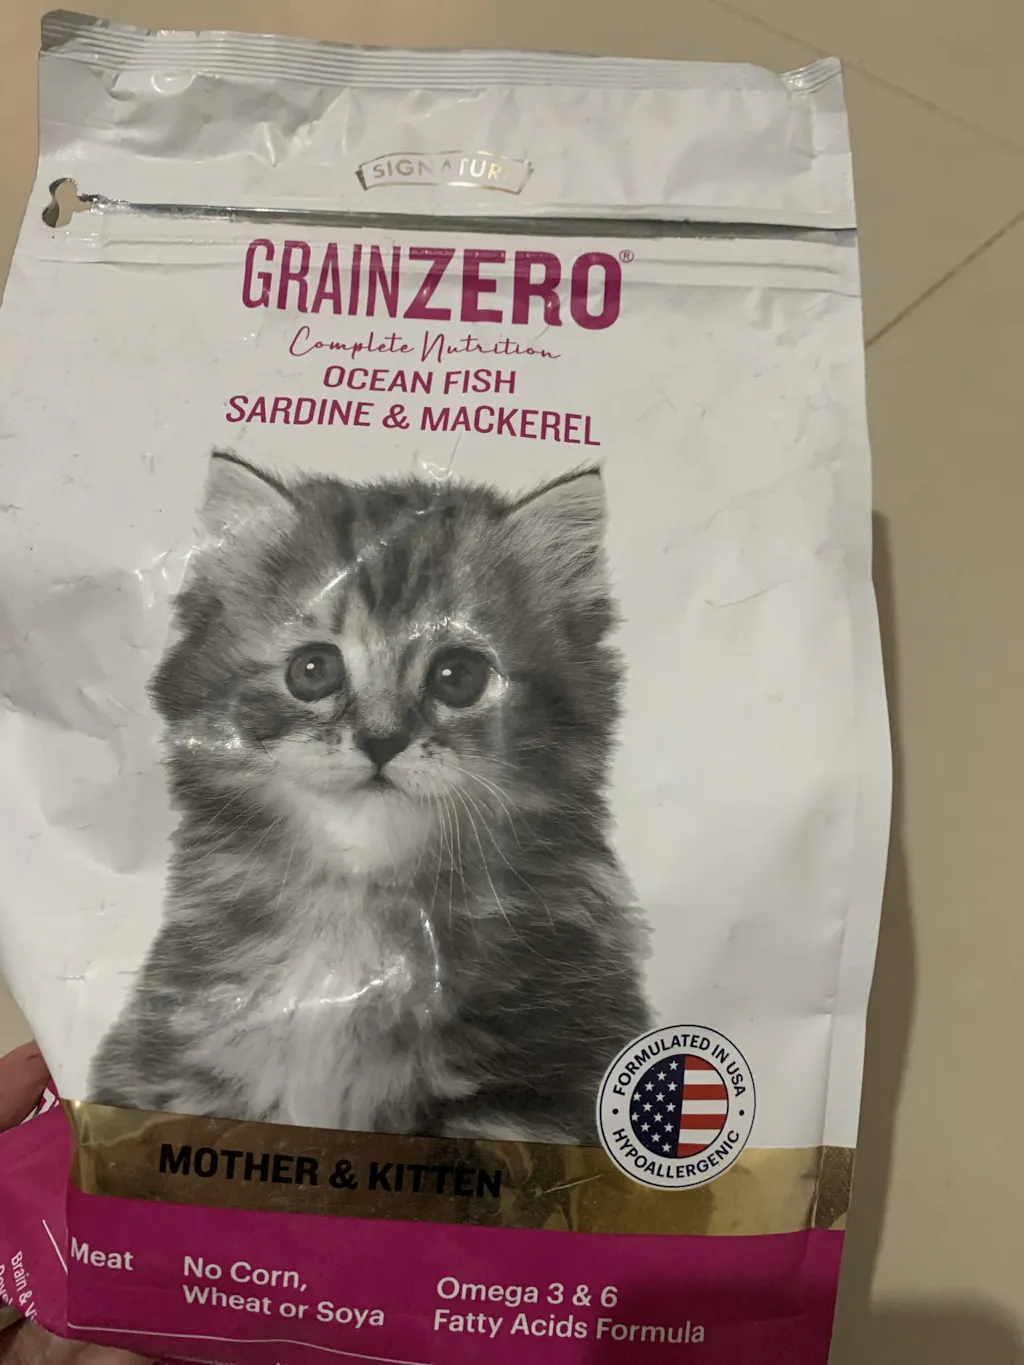 SIGNATURE
GRAINZERO®
Complete Nutrition
OCEAN FISH
SARDINE & MACKEREL
FORMULATED IN USA
HYPOALLERGENIC
MOTHER & KITTEN
Meat
No Corn,
Wheat or Soya
Omega 3 & 6
Fatty Acids Formula
Brain &